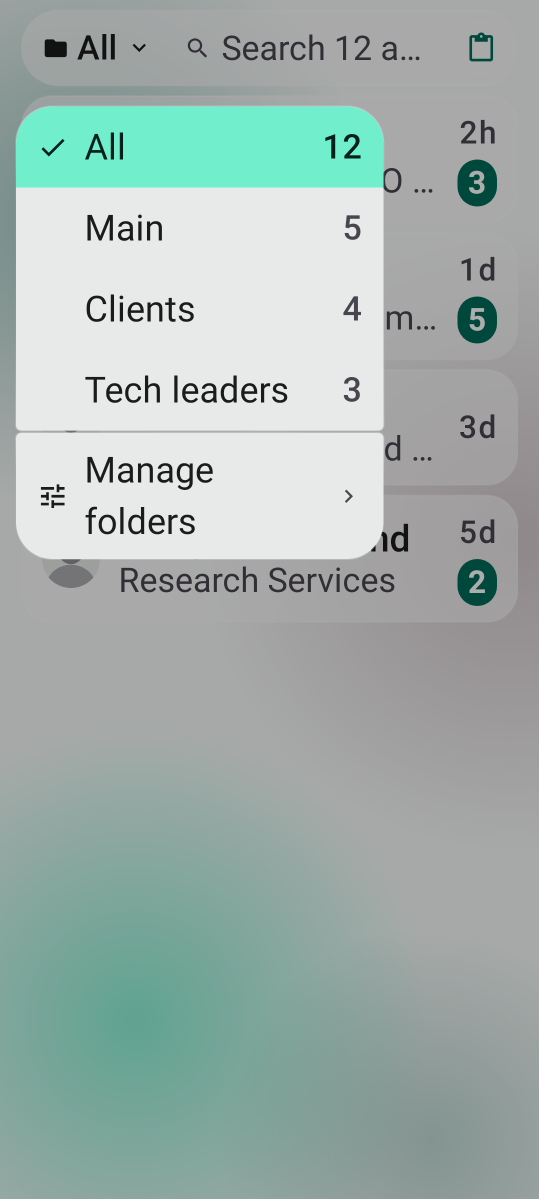 All Search 12 a...
All 12
2h
O ...
3
Main 5
1d
Clients 4
m...
5
Tech leaders 3
3d
d ...
Manage
folders
nd
5d
Research Services
2